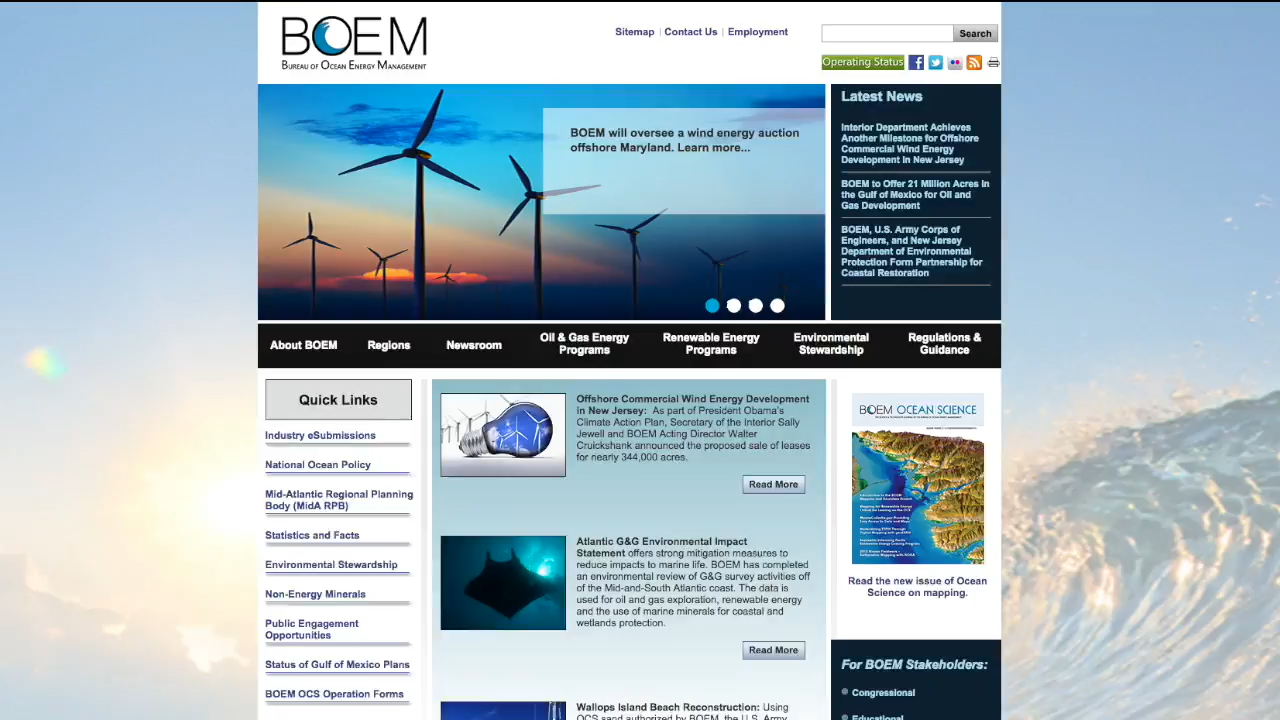 BOEM
BUREAU OF OCEAN ENERGY MANAGEMENT
Sitemap | Contact Us | Employment
Search
Operating Status
BOEM will oversee a wind energy auction
offshore Maryland. Learn more...
Latest News
Interior Department Achieves
Another Milestone for Offshore
Commercial Wind Energy
Development In New Jersey
BOEM to Offer 21 Million Acres in
the Gulf of Mexico for Oil and
Gas Development
BOEM, U.S. Army Corps of
Engineers, and New Jersey
Department of Environmental
Protection Form Partnership for
Coastal Restoration
About BOEM
Regions
Newsroom
Oil & Gas Energy
Programs
Renewable Energy
Programs
Environmental
Stewardship
Regulations &
Guidance
Quick Links
Industry eSubmissions
National Ocean Policy
Mid-Atlantic Regional Planning
Body (MidA RPB)
Statistics and Facts
Environmental Stewardship
Non-Energy Minerals
Public Engagement
Opportunities
Status of Gulf of Mexico Plans
BOEM OCS Operation Forms
Offshore Commercial Wind Energy Development
in New Jersey: As part of President Obama's
Climate Action Plan, Secretary of the Interior Sally
Jewell and BOEM Acting Director Walter
Cruickshank announced the proposed sale of leases
for nearly 344,000 acres.
Read More
Atlantic G&G Environmental Impact
Statement offers strong mitigation measures to
reduce impacts to marine life. BOEM has completed
an environmental review of G&G survey activities off
of the Mid-and-South Atlantic coast. The data is
used for oil and gas exploration, renewable energy
and the use of marine minerals for coastal and
wetlands protection.
Read More
Wallops Island Beach Reconstruction: Using
OCS sand authorized by BOEM, the U.S. Army
BOEM OCEAN SCIENCE
Read the new issue of Ocean
Science on mapping.
For BOEM Stakeholders:
Congressional
Educational